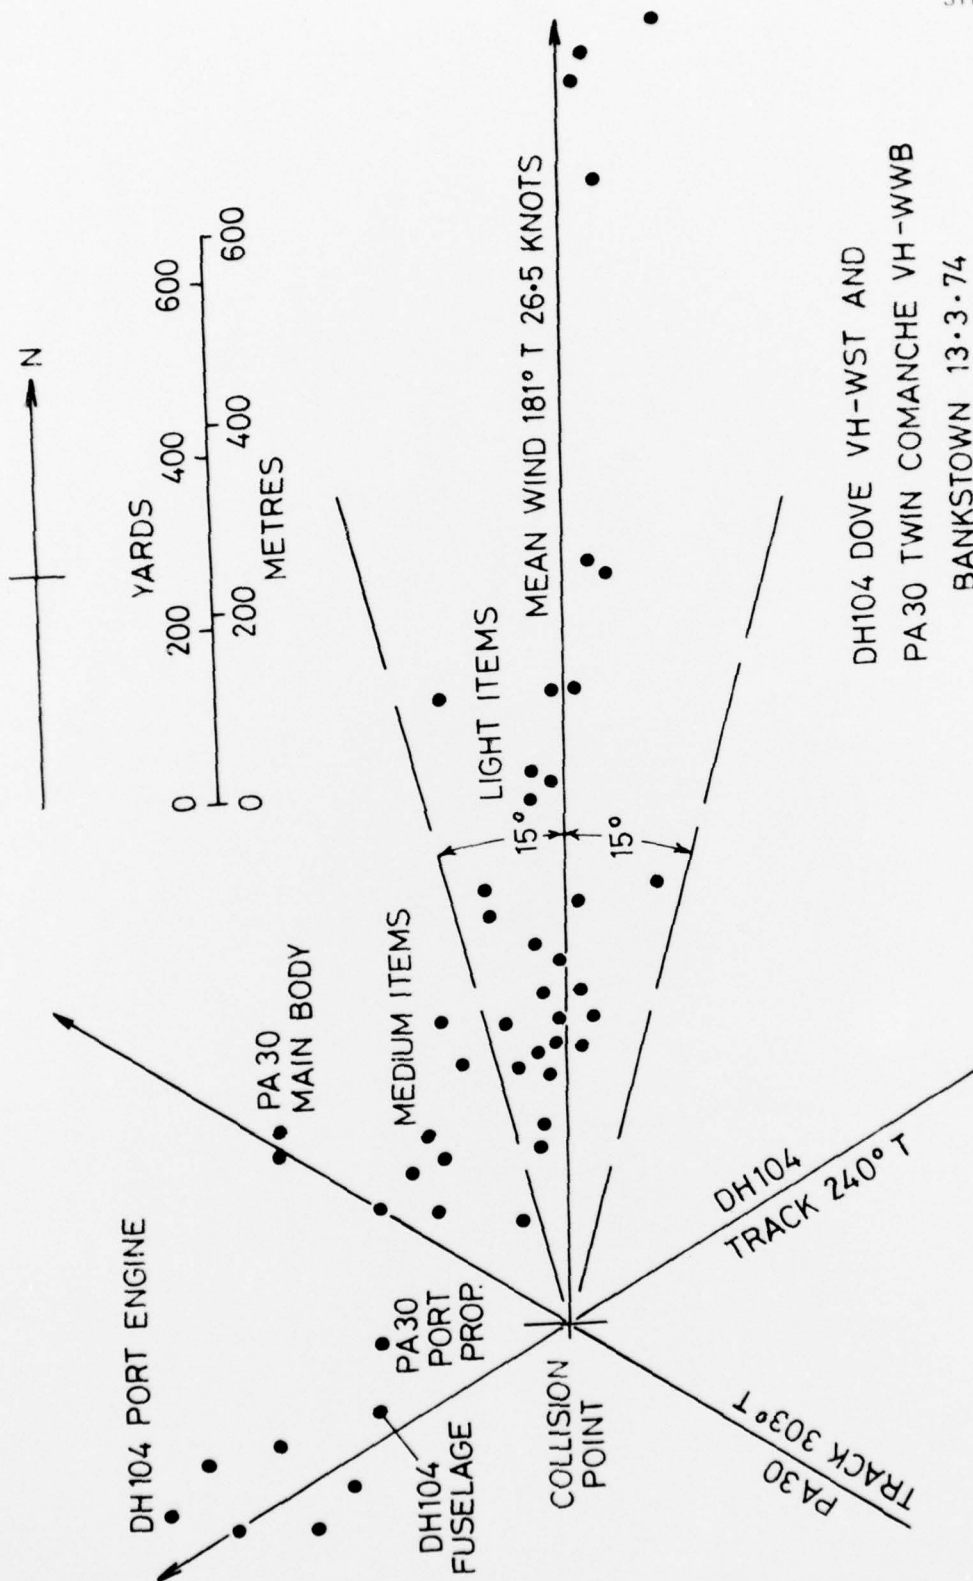 N
YARDS
0 200 400 600
0 200 400 600
METRES
DH104 PORT ENGINE
PA30
MAIN BODY
MEDIUM ITEMS
LIGHT ITEMS
MEAN WIND 181° T 26·5 KNOTS
15°
15°
PA30
PORT
PROP.
DH104
FUSELAGE
COLLISION
POINT
DH104
TRACK 240° T
PA30
TRACK 303° T
DH104 DOVE VH-WST AND
PA30 TWIN COMANCHE VH-WWB
BANKSTOWN 13·3·74